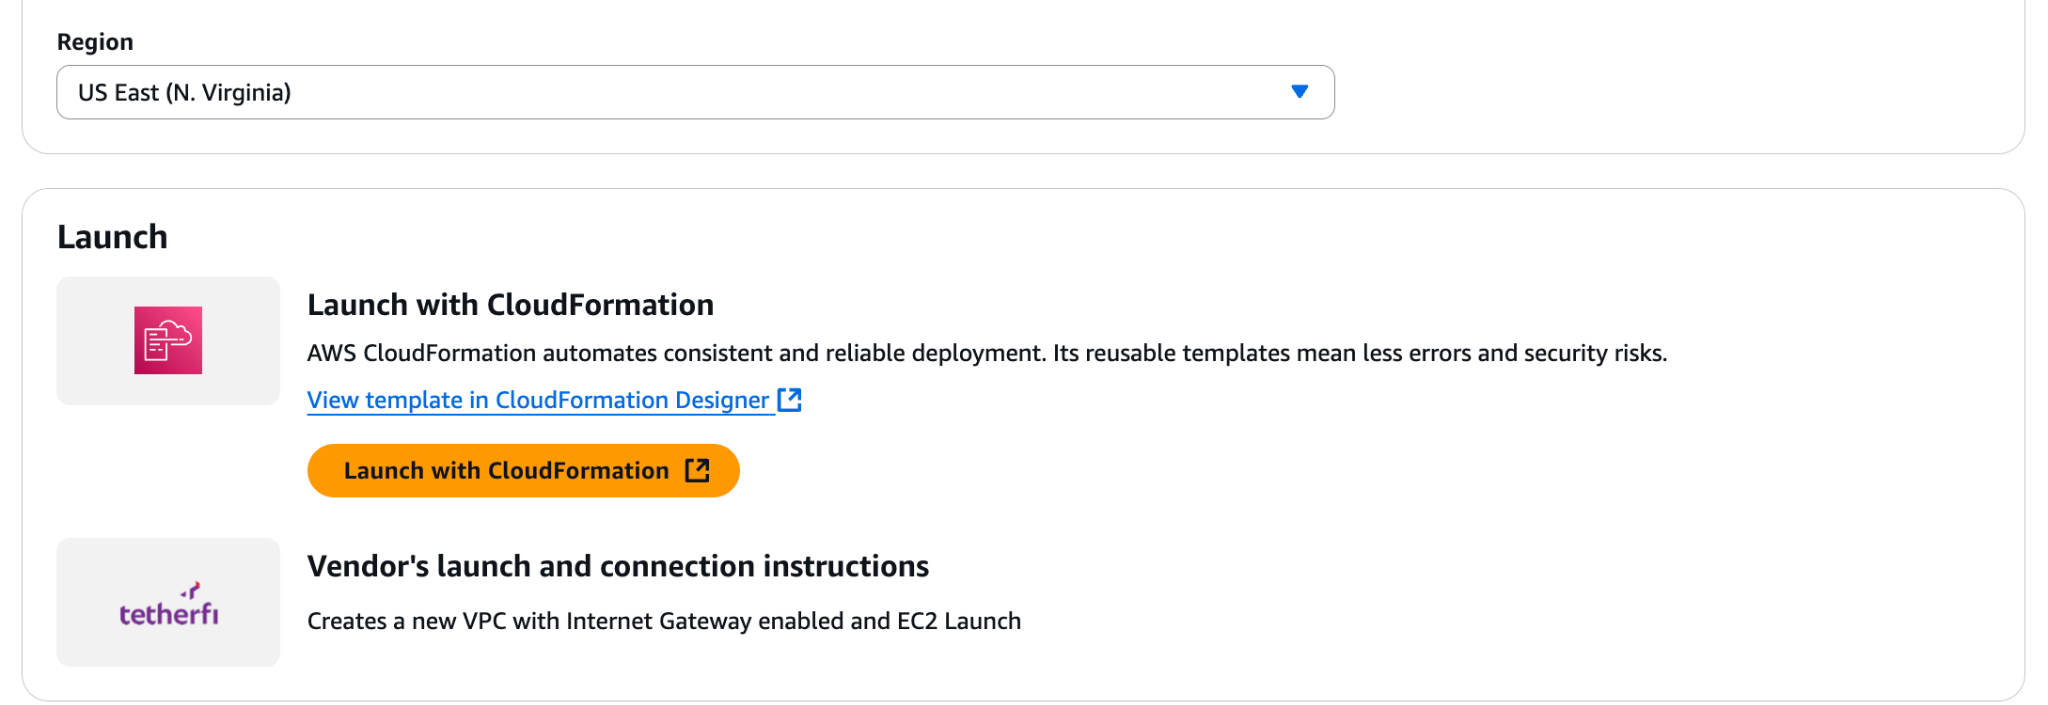 Region
US East (N. Virginia)
Launch
Launch with CloudFormation
AWS CloudFormation automates consistent and reliable deployment. Its reusable templates mean less errors and security risks.
View template in CloudFormation Designer
Launch with CloudFormation
tetherfi
Vendor's launch and connection instructions
Creates a new VPC with Internet Gateway enabled and EC2 Launch